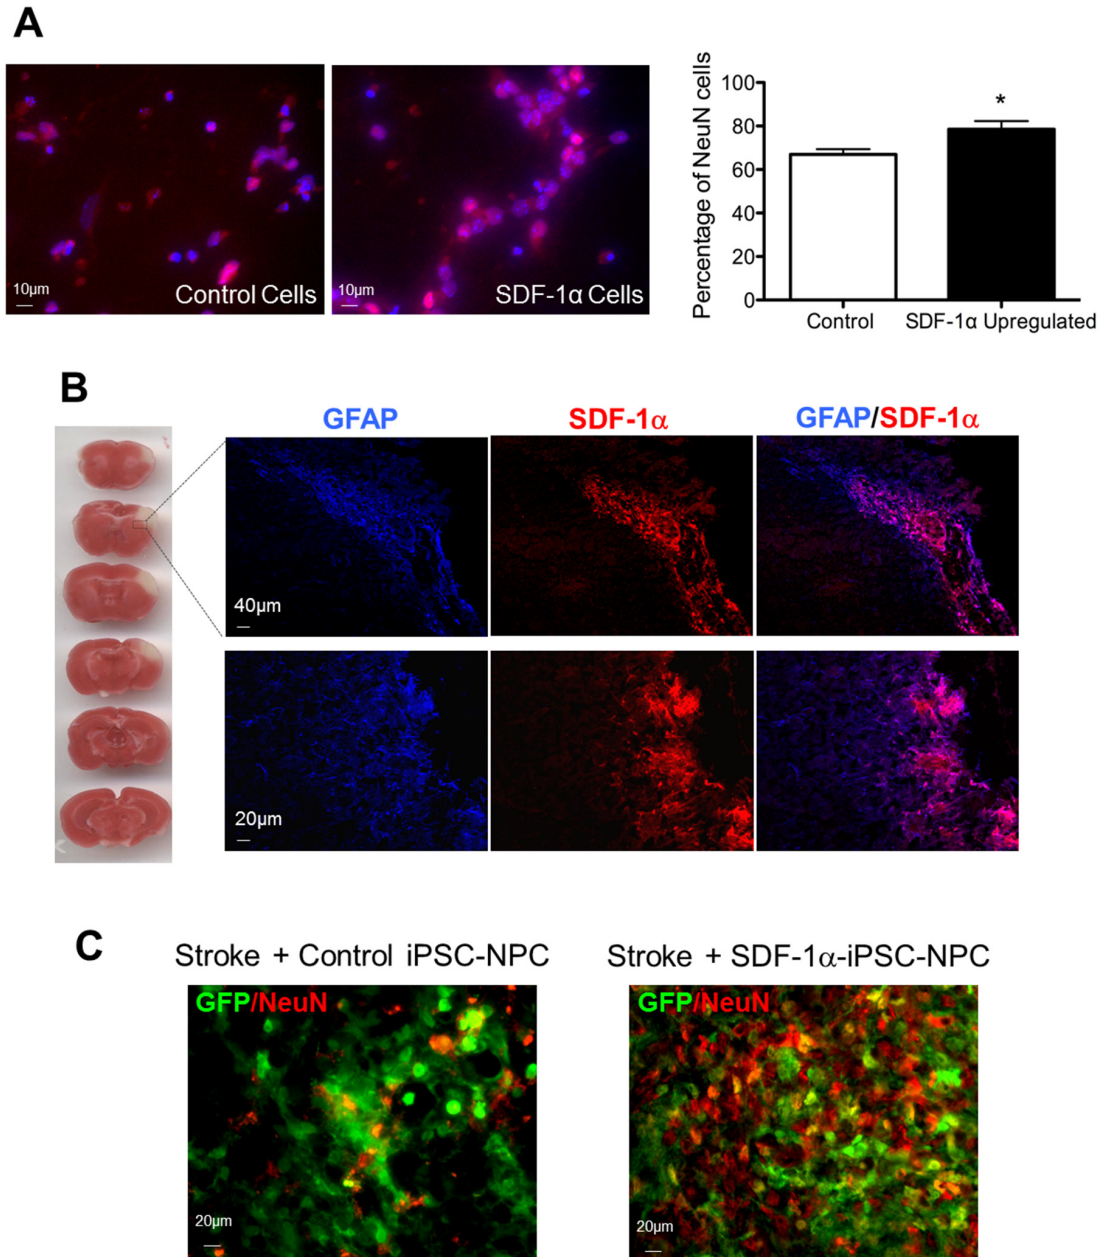 A
10µm
Control Cells
10µm
SDF-1α Cells
Percentage of NeuN cells
100
80
60
40
20
0
*
Control
SDF-1α Upregulated
B
GFAP
SDF-1α
GFAP/SDF-1α
40µm
20µm
C
Stroke + Control iPSC-NPC
Stroke + SDF-1α-iPSC-NPC
GFP/NeuN
GFP/NeuN
20µm
20µm